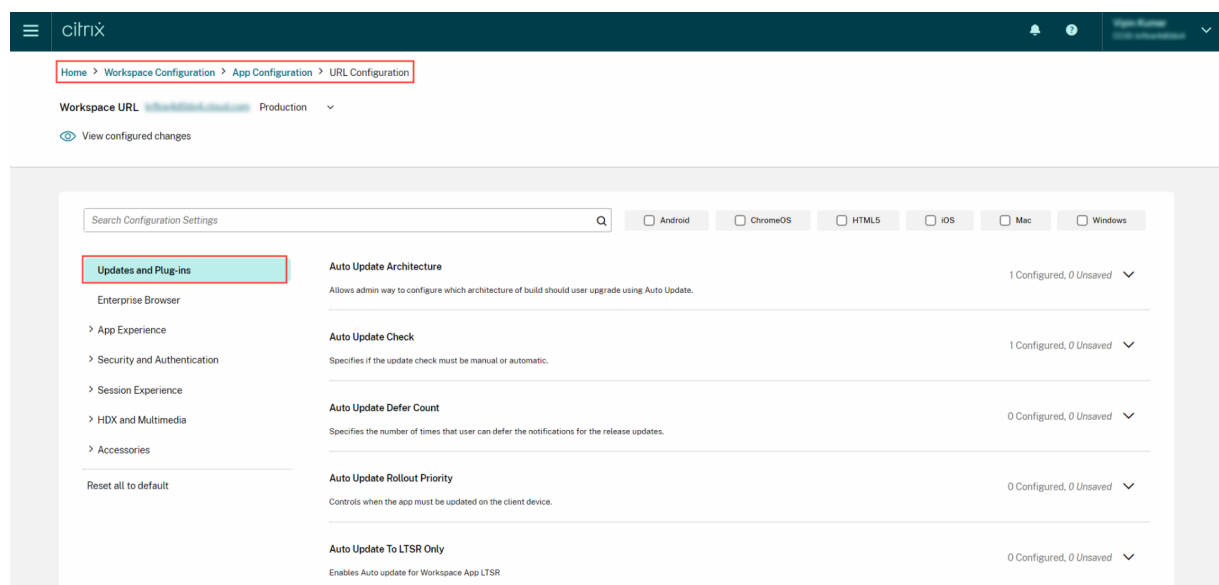 citrix
Home > Workspace Configuration > App Configuration > URL Configuration
Workspace URL Production
View configured changes
Search Configuration Settings
Android ChromeOS HTML5 iOS Mac Windows
Updates and Plug-ins
Enterprise Browser
> App Experience
> Security and Authentication
> Session Experience
> HDX and Multimedia
> Accessories
Reset all to default
Auto Update Architecture
1 Configured, 0 Unsaved
Allows admin way to configure which architecture of build should user upgrade using Auto Update.
Auto Update Check
1 Configured, 0 Unsaved
Specifies if the update check must be manual or automatic.
Auto Update Defer Count
0 Configured, 0 Unsaved
Specifies the number of times that user can defer the notifications for the release updates.
Auto Update Rollout Priority
0 Configured, 0 Unsaved
Controls when the app must be updated on the client device.
Auto Update To LTSR Only
0 Configured, 0 Unsaved
Enables Auto update for Workspace App LTSR